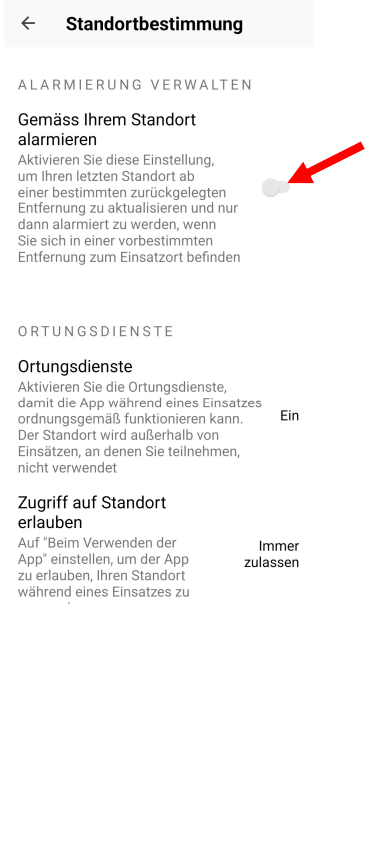 Standortbestimmung
ALARMIERUNG VERWALTEN
Gemäss Ihrem Standort
alarmieren
Aktivieren Sie diese Einstellung,
um Ihren letzten Standort ab
einer bestimmten zurückgelegten
Entfernung zu aktualisieren und nur
dann alarmiert zu werden, wenn
Sie sich in einer vorbestimmten
Entfernung zum Einsatzort befinden
ORTUNGSDIENSTE
Ortungsdienste
Aktivieren Sie die Ortungsdienste,
damit die App während eines Einsatzes
ordnungsgemäß funktionieren kann.
Ein
Der Standort wird außerhalb von
Einsätzen, an denen Sie teilnehmen,
nicht verwendet
Zugriff auf Standort
erlauben
Auf "Beim Verwenden der
App" einstellen, um der App
zu erlauben, Ihren Standort
während eines Einsatzes zu
Immer
zulassen